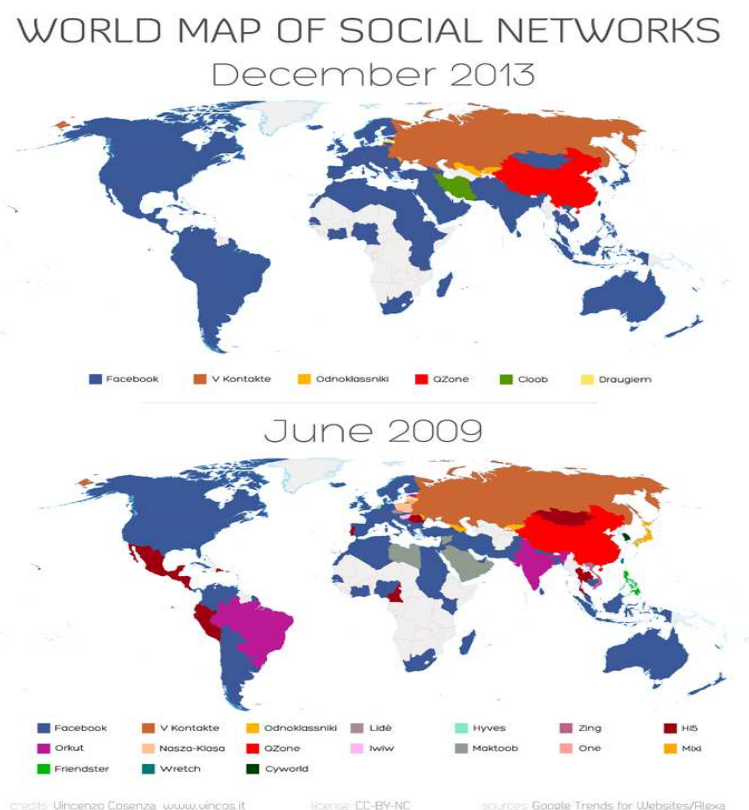 WORLD MAP OF SOCIAL NETWORKS
December 2013
Facebook V Kontakte Odnoklassniki QZone Cloob Draugiem
June 2009
Facebook V Kontakte Odnoklassniki Lidè Hyves Zing Hi5
Orkut Nasza-Klasa QZone Iwiw Maktoob One Mixi
Friendster Wretch Cyworld
credits: Vincenzo Cosenza www.vincos.it license: CC-BY-NC sources: Google Trends for Websites/Alexa